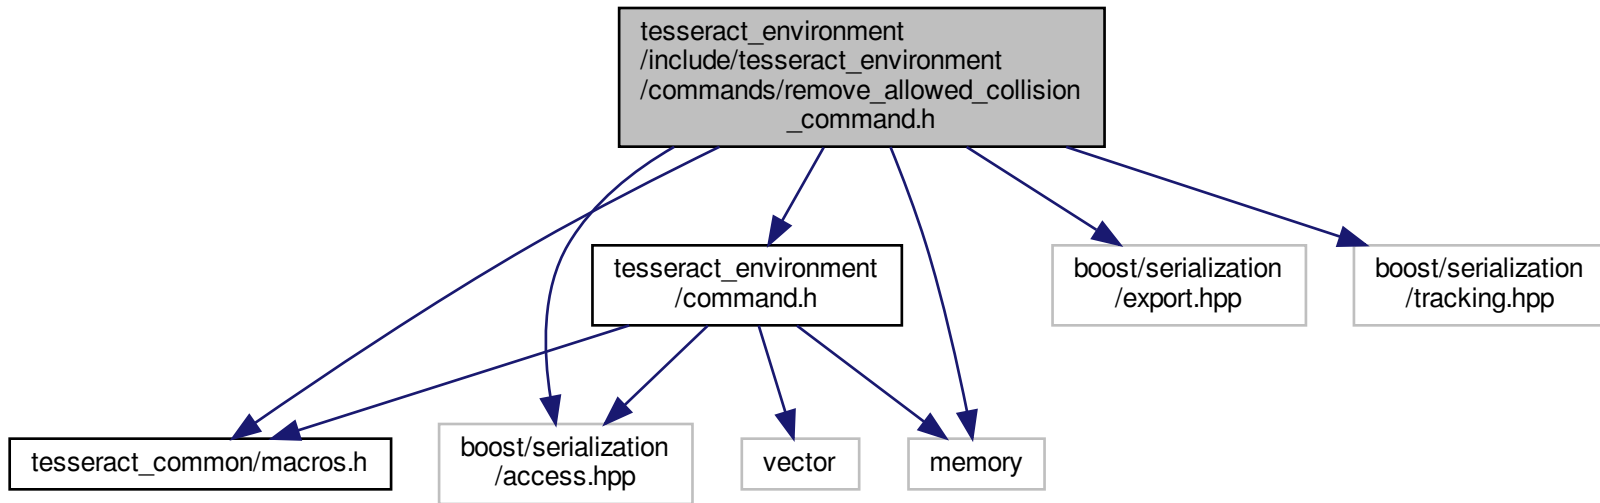 tesseract_environment
/include/tesseract_environment
/commands/remove_allowed_collision
_command.h
tesseract_environment
/command.h
boost/serialization
/export.hpp
boost/serialization
/tracking.hpp
tesseract_common/macros.h
boost/serialization
/access.hpp
vector
memory